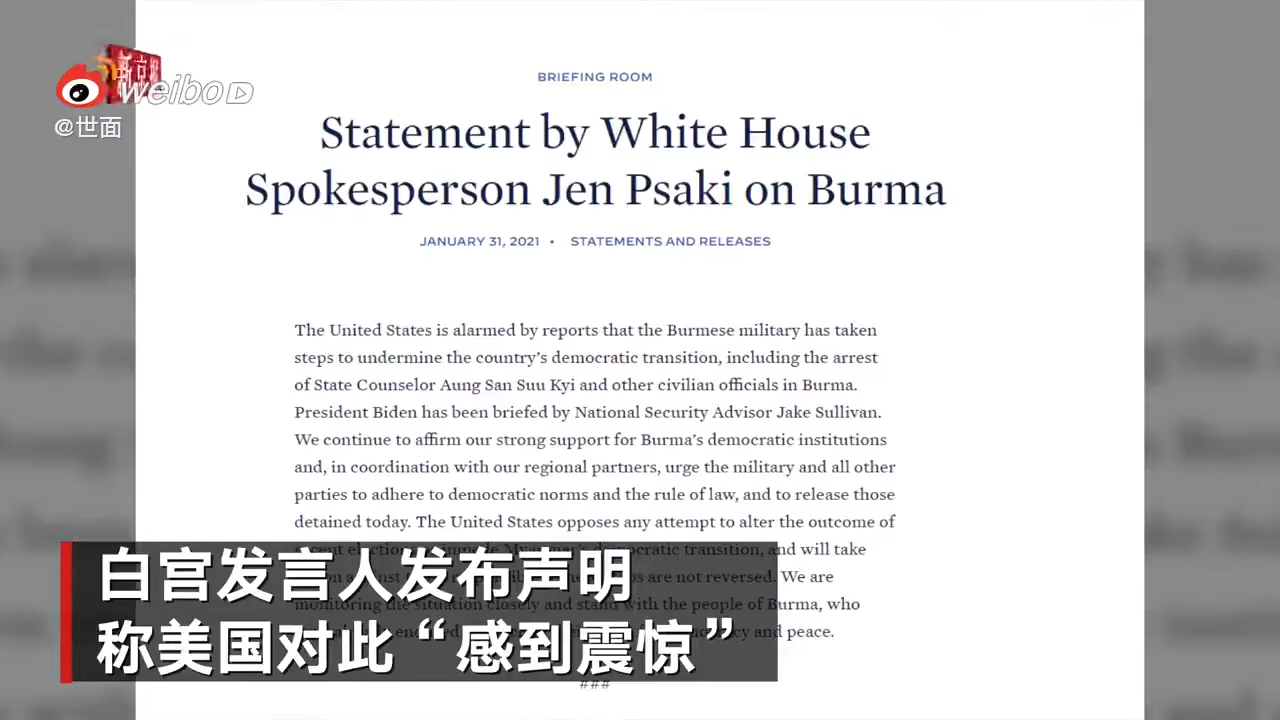 新京报
weibo
@世面
BRIEFING ROOM
Statement by White House
Spokesperson Jen Psaki on Burma
JANUARY 31, 2021 • STATEMENTS AND RELEASES
The United States is alarmed by reports that the Burmese military has taken
steps to undermine the country’s democratic transition, including the arrest
of State Counselor Aung San Suu Kyi and other civilian officials in Burma.
President Biden has been briefed by National Security Advisor Jake Sullivan.
We continue to affirm our strong support for Burma’s democratic institutions
and, in coordination with our regional partners, urge the military and all other
parties to adhere to democratic norms and the rule of law, and to release those
detained today. The United States opposes any attempt to alter the outcome of
transition, and will take
are not reversed. We are
monitoring the situation closely and stand with the people of Burma, who
and peace.
白宫发言人发布声明
称美国对此“感到震惊”
###